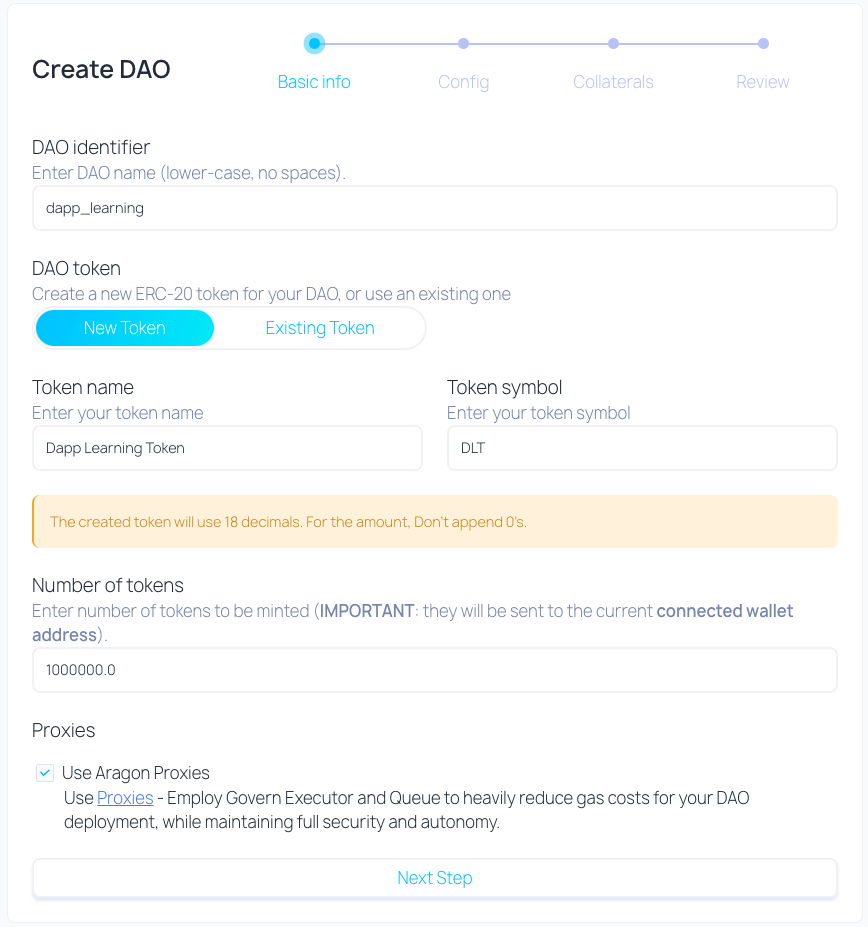 Create DAO
Basic info
Config
Collaterals
Review
DAO identifier
Enter DAO name (lower-case, no spaces).
dapp_learning
DAO token
Create a new ERC-20 token for your DAO, or use an existing one
New Token
Existing Token
Token name
Enter your token name
Dapp Learning Token
Token symbol
Enter your token symbol
DLT
The created token will use 18 decimals. For the amount, Don't append 0's.
Number of tokens
Enter number of tokens to be minted (IMPORTANT: they will be sent to the current connected wallet
address).
1000000.0
Proxies
Use Aragon Proxies
Use Proxies - Employ Govern Executor and Queue to heavily reduce gas costs for your DAO
deployment, while maintaining full security and autonomy.
Next Step